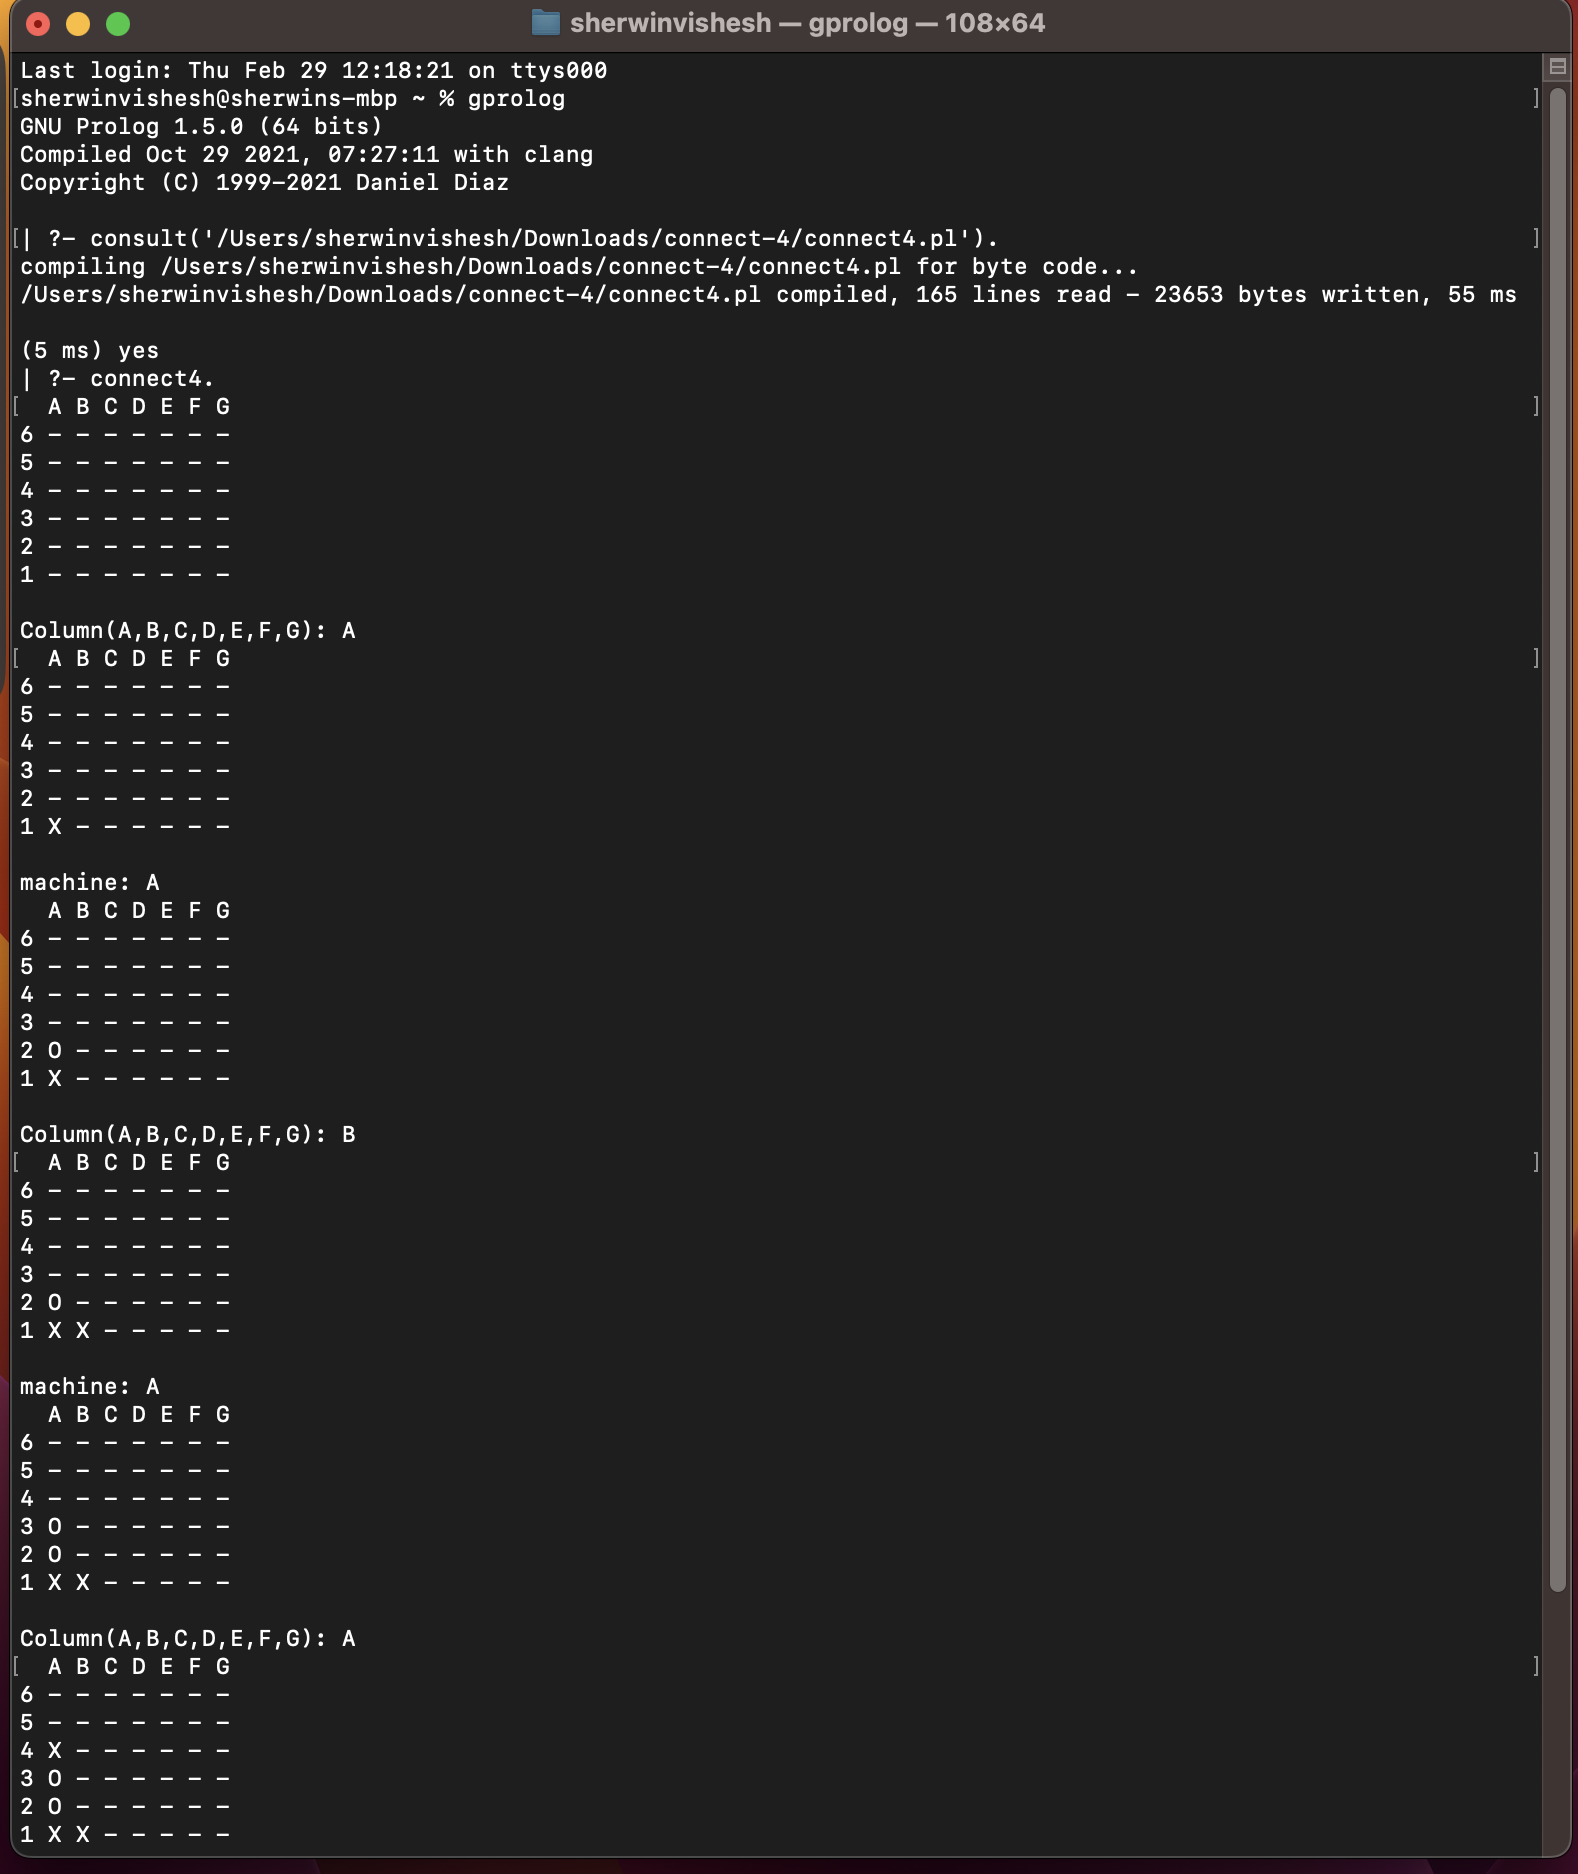 sherwinvishesh — gprolog — 108×64
Last login: Thu Feb 29 12:18:21 on ttys000
[sherwinvishesh@sherwins-mbp ~ % gprolog ]
GNU Prolog 1.5.0 (64 bits)
Compiled Oct 29 2021, 07:27:11 with clang
Copyright (C) 1999-2021 Daniel Diaz
[| ?- consult('/Users/sherwinvishesh/Downloads/connect-4/connect4.pl'). ]
compiling /Users/sherwinvishesh/Downloads/connect-4/connect4.pl for byte code...
/Users/sherwinvishesh/Downloads/connect-4/connect4.pl compiled, 165 lines read - 23653 bytes written, 55 ms
(5 ms) yes
| ?- connect4.
[  A B C D E F G ]
6 - - - - - - -
5 - - - - - - -
4 - - - - - - -
3 - - - - - - -
2 - - - - - - -
1 - - - - - - -
Column(A,B,C,D,E,F,G): A
[  A B C D E F G ]
6 - - - - - - -
5 - - - - - - -
4 - - - - - - -
3 - - - - - - -
2 - - - - - - -
1 X - - - - - -
machine: A
  A B C D E F G
6 - - - - - - -
5 - - - - - - -
4 - - - - - - -
3 - - - - - - -
2 O - - - - - -
1 X - - - - - -
Column(A,B,C,D,E,F,G): B
[  A B C D E F G ]
6 - - - - - - -
5 - - - - - - -
4 - - - - - - -
3 - - - - - - -
2 O - - - - - -
1 X X - - - - -
machine: A
  A B C D E F G
6 - - - - - - -
5 - - - - - - -
4 - - - - - - -
3 O - - - - - -
2 O - - - - - -
1 X X - - - - -
Column(A,B,C,D,E,F,G): A
[  A B C D E F G ]
6 - - - - - - -
5 - - - - - - -
4 X - - - - - -
3 O - - - - - -
2 O - - - - - -
1 X X - - - - -